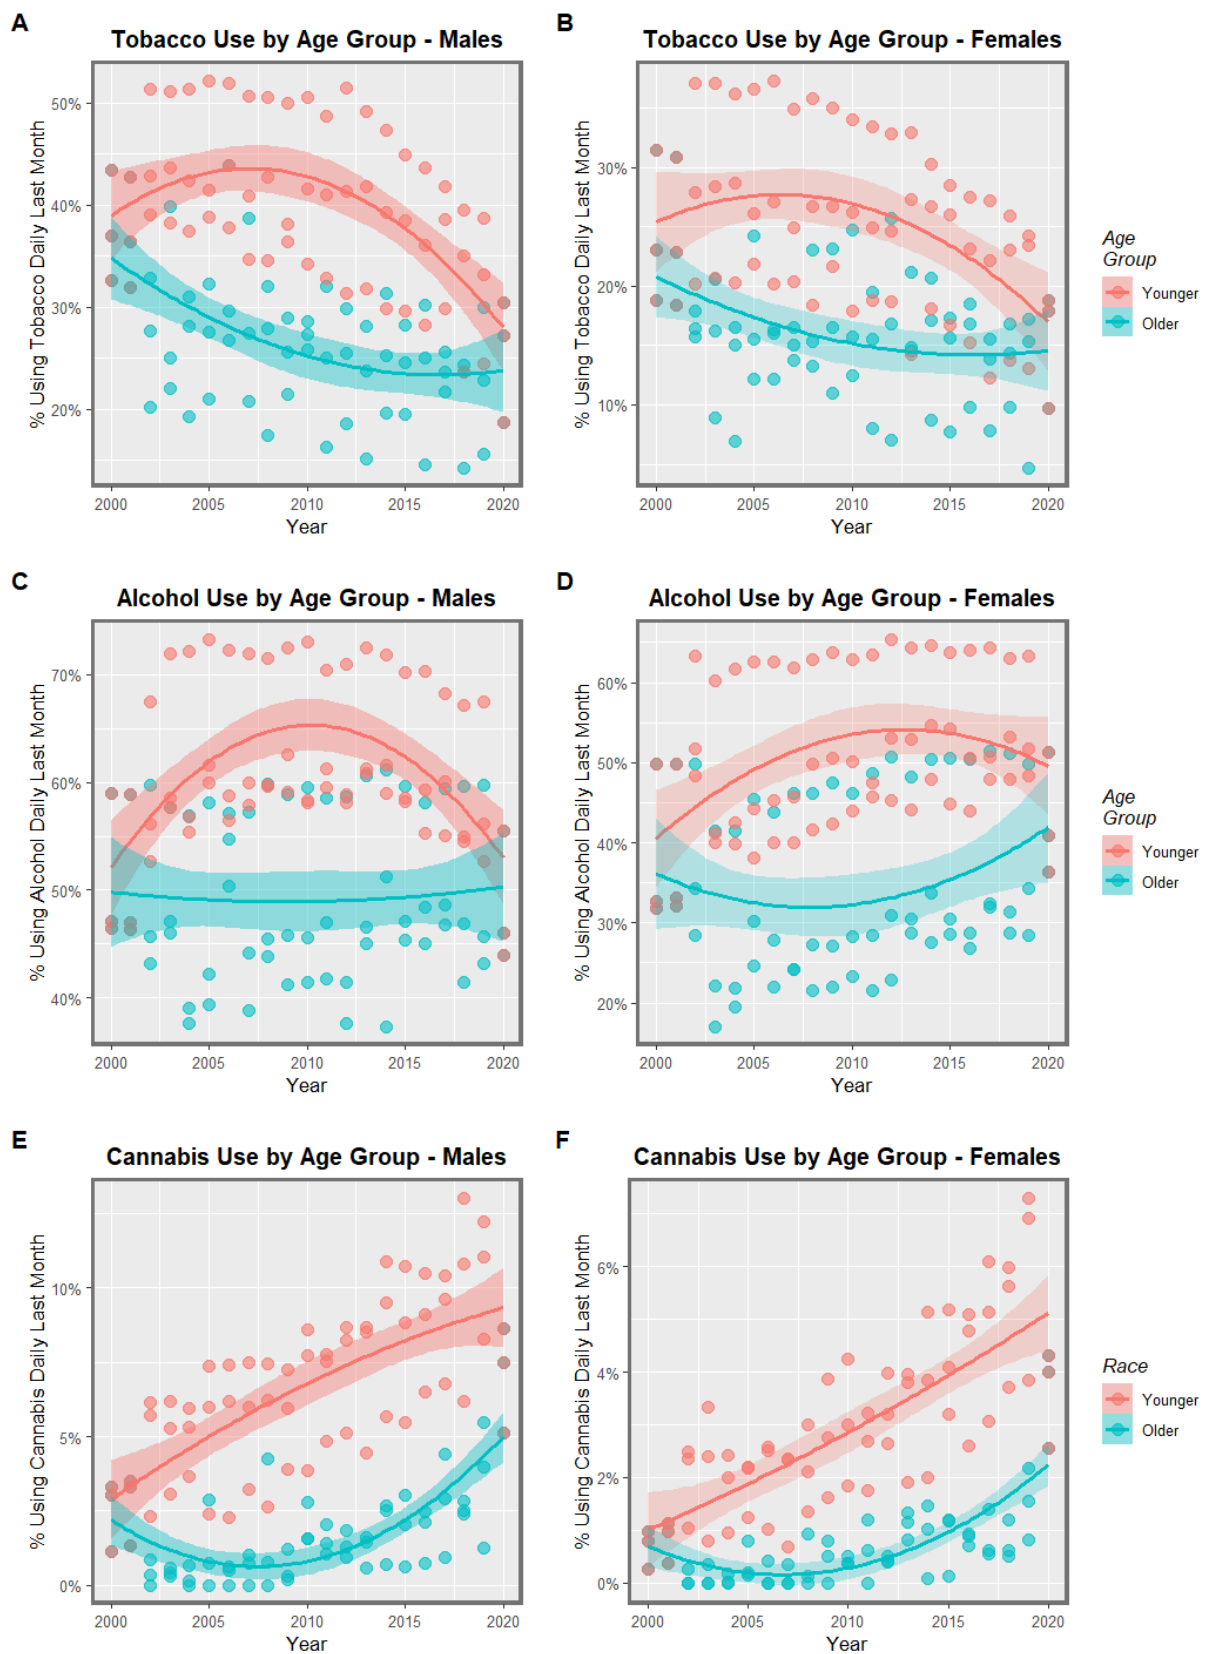 A
Tobacco Use by Age Group - Males
% Using Tobacco Daily Last Month
50%
40%
30%
20%
2000 2005 2010 2015 2020
Year
B
Tobacco Use by Age Group - Females
% Using Tobacco Daily Last Month
30%
20%
10%
2000 2005 2010 2015 2020
Year
Age
Group
Younger
Older
C
Alcohol Use by Age Group - Males
% Using Alcohol Daily Last Month
70%
60%
50%
40%
2000 2005 2010 2015 2020
Year
D
Alcohol Use by Age Group - Females
% Using Alcohol Daily Last Month
60%
50%
40%
30%
20%
2000 2005 2010 2015 2020
Year
Age
Group
Younger
Older
E
Cannabis Use by Age Group - Males
% Using Cannabis Daily Last Month
10%
5%
0%
2000 2005 2010 2015 2020
Year
F
Cannabis Use by Age Group - Females
% Using Cannabis Daily Last Month
6%
4%
2%
0%
2000 2005 2010 2015 2020
Year
Race
Younger
Older